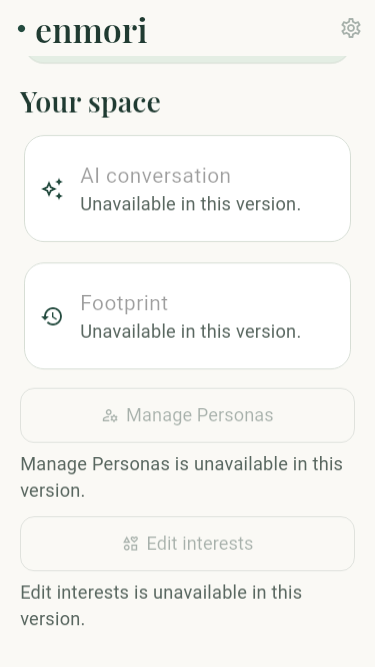 enmori
Your space
AI conversation
Unavailable in this version.
Footprint
Unavailable in this version.
Manage Personas
Manage Personas is unavailable in this
version.
Edit interests
Edit interests is unavailable in this
version.